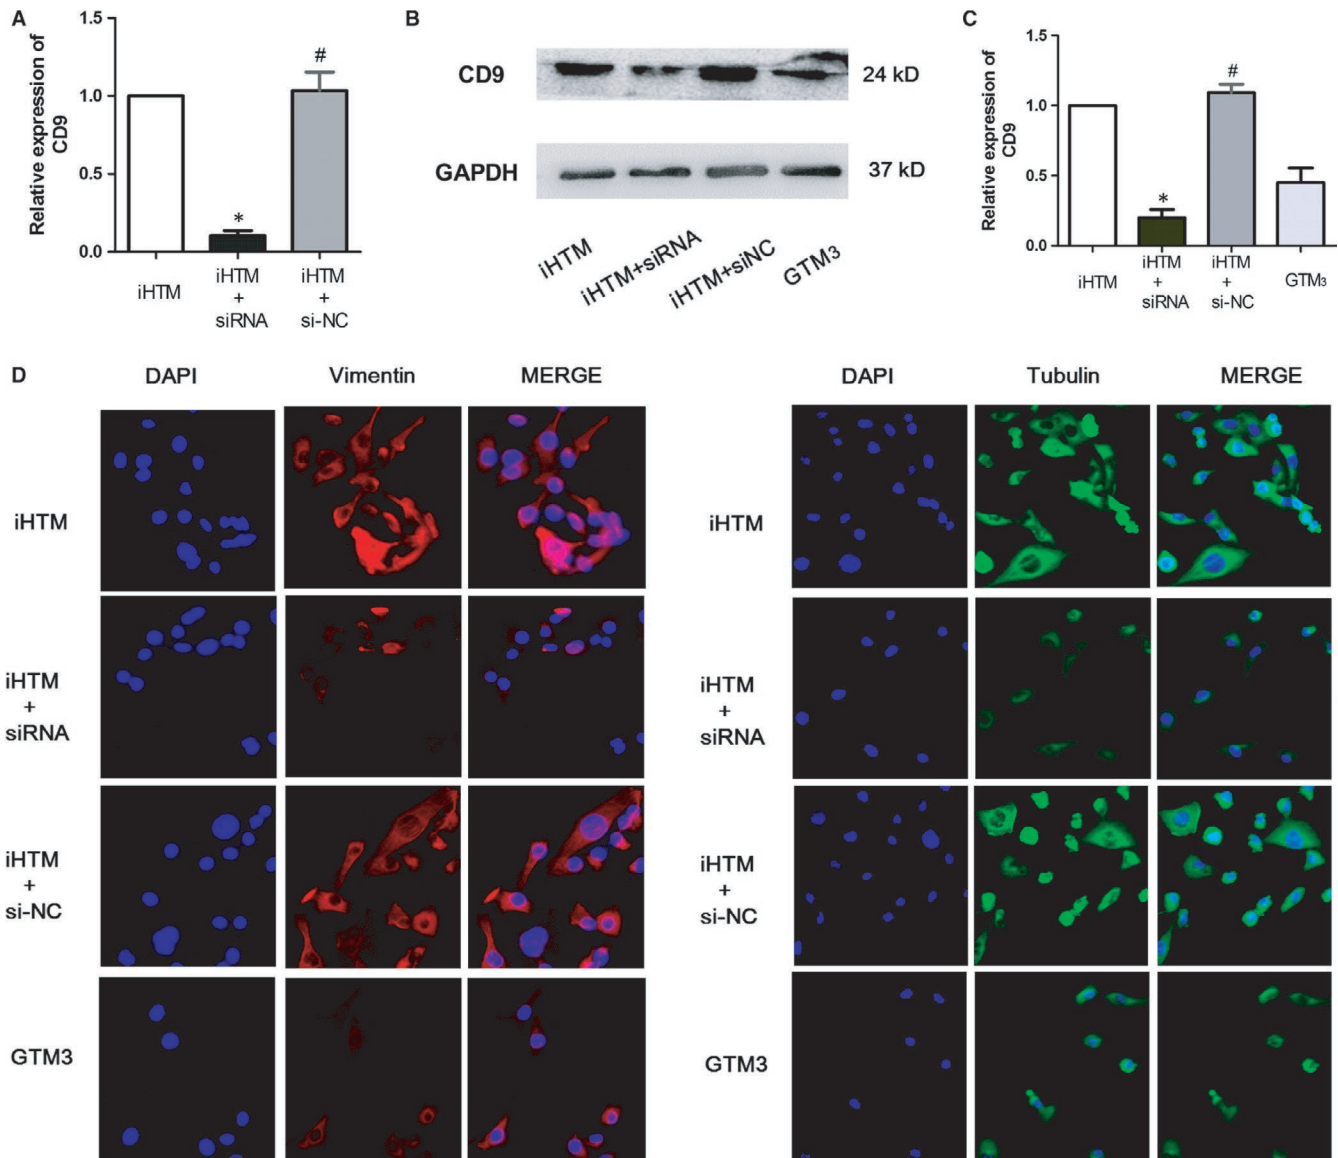 A
Relative expression of
CD9
1.5
1.0
0.5
0.0
*
#
iHTM
iHTM
+
siRNA
iHTM
+
si-NC
B
CD9
24 kD
GAPDH
37 kD
iHTM
iHTM+siRNA
iHTM+siNC
GTM3
C
Relative expression of
CD9
1.5
1.0
0.5
0.0
*
#
iHTM
iHTM
+
siRNA
iHTM
+
si-NC
GTM3
D
DAPI Vimentin MERGE
iHTM
iHTM
+
siRNA
iHTM
+
si-NC
GTM3
DAPI Tubulin MERGE
iHTM
iHTM
+
siRNA
iHTM
+
si-NC
GTM3